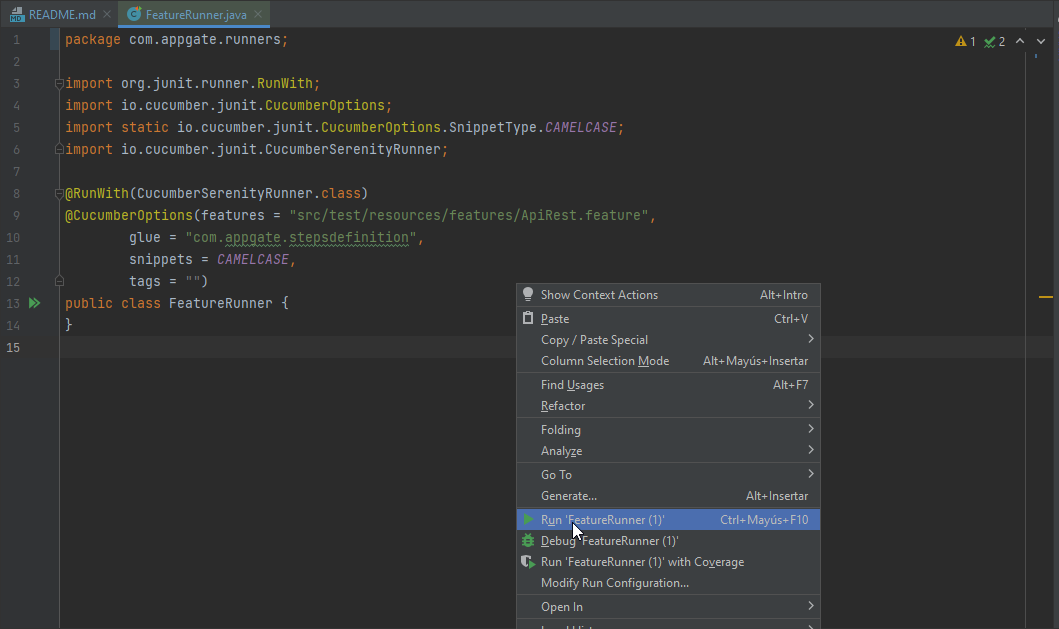 README.md FeatureRunner.java
1 package com.appgate.runners; 1 2
2
3 import org.junit.runner.RunWith;
4 import io.cucumber.junit.CucumberOptions;
5 import static io.cucumber.junit.CucumberOptions.SnippetType.CAMELCASE;
6 import io.cucumber.junit.CucumberSerenityRunner;
7
8 @RunWith(CucumberSerenityRunner.class)
9 @CucumberOptions(features = "src/test/resources/features/ApiRest.feature",
10 glue = "com.appgate.stepsdefinition",
11 snippets = CAMELCASE,
12 tags = "")
13 public class FeatureRunner {
14 }
15
Show Context Actions Alt+Intro
Paste Ctrl+V
Copy / Paste Special
Column Selection Mode Alt+Mayús+Insertar
Find Usages Alt+F7
Refactor
Folding
Analyze
Go To
Generate... Alt+Insertar
Run 'FeatureRunner (1)' Ctrl+Mayús+F10
Debug 'FeatureRunner (1)'
Run 'FeatureRunner (1)' with Coverage
Modify Run Configuration...
Open In